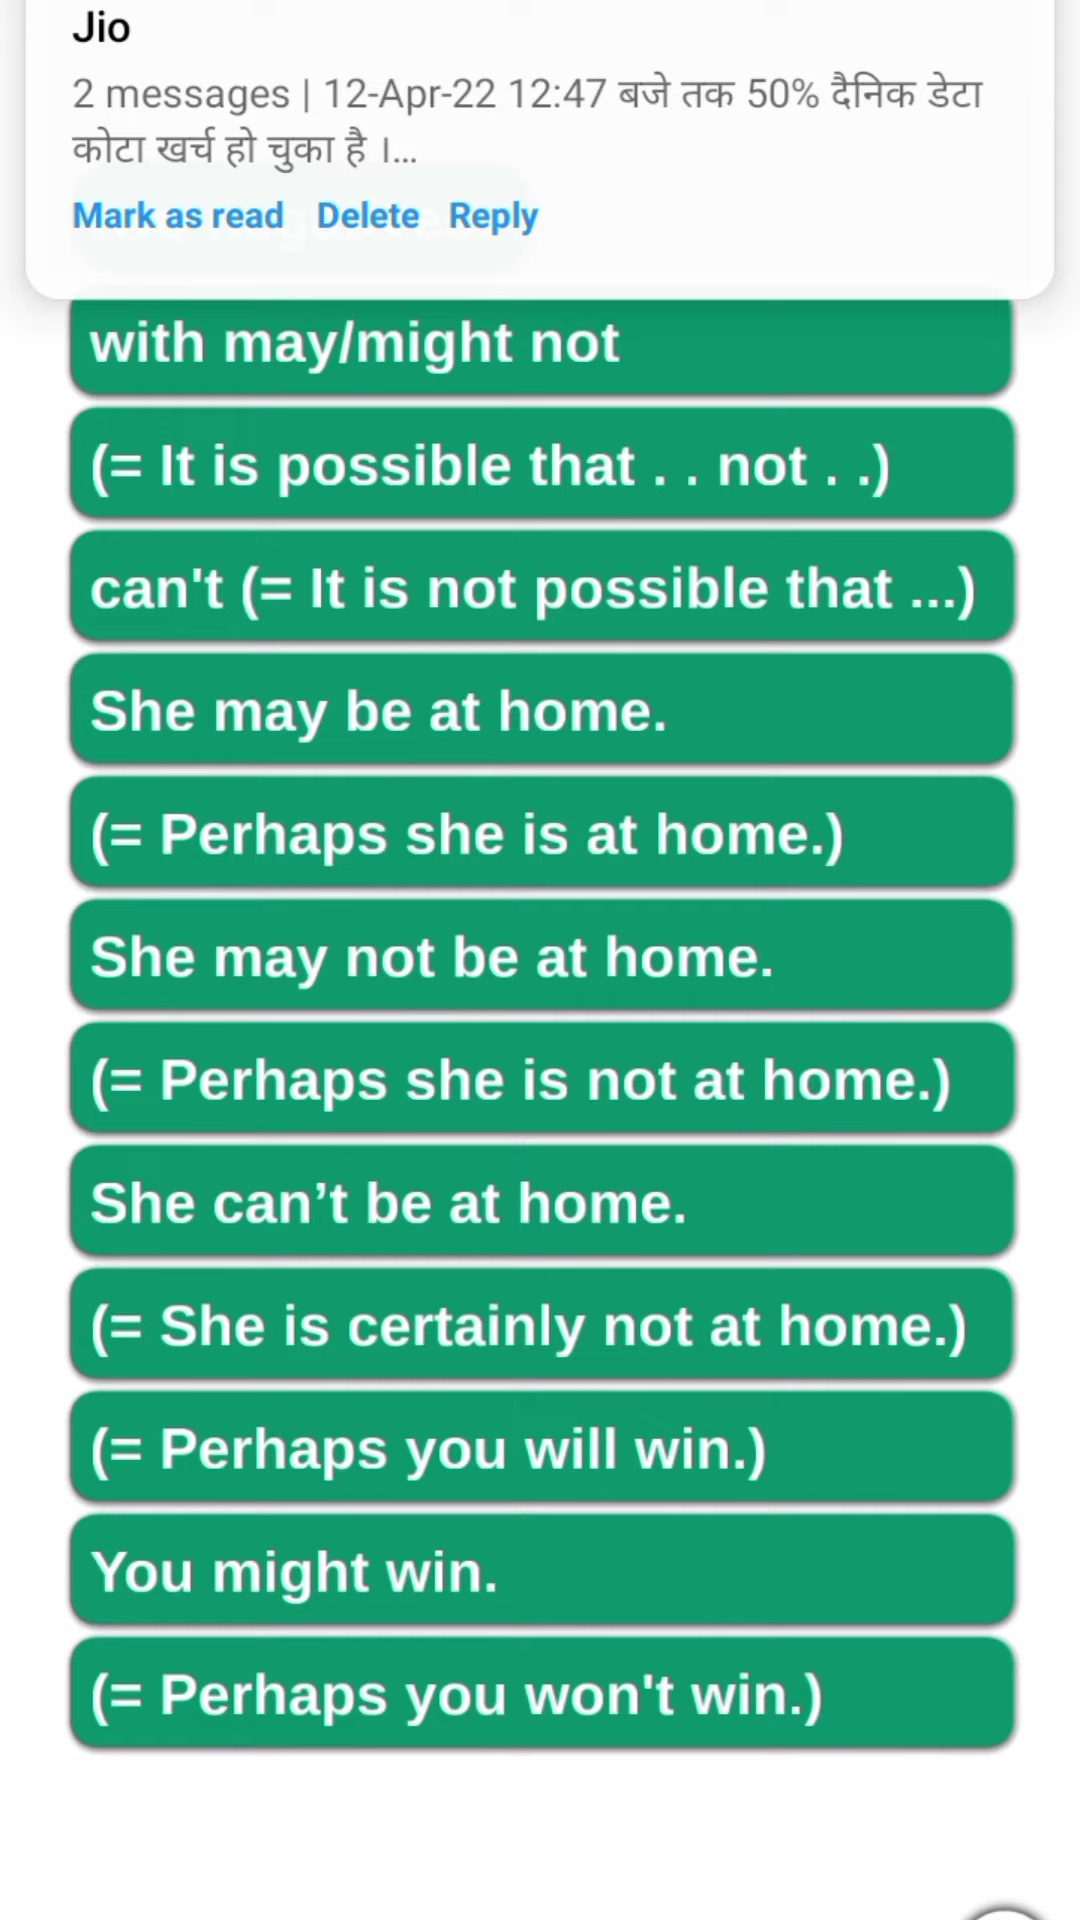 Jio
2 messages | 12-Apr-22 12:47 बजे तक 50% दैनिक डेटा
कोटा खर्च हो चुका है ।...
Mark as read Delete Reply
with may/might not
(= It is possible that . . not . .)
can't (= It is not possible that ...)
She may be at home.
(= Perhaps she is at home.)
She may not be at home.
(= Perhaps she is not at home.)
She can’t be at home.
(= She is certainly not at home.)
(= Perhaps you will win.)
You might win.
(= Perhaps you won't win.)